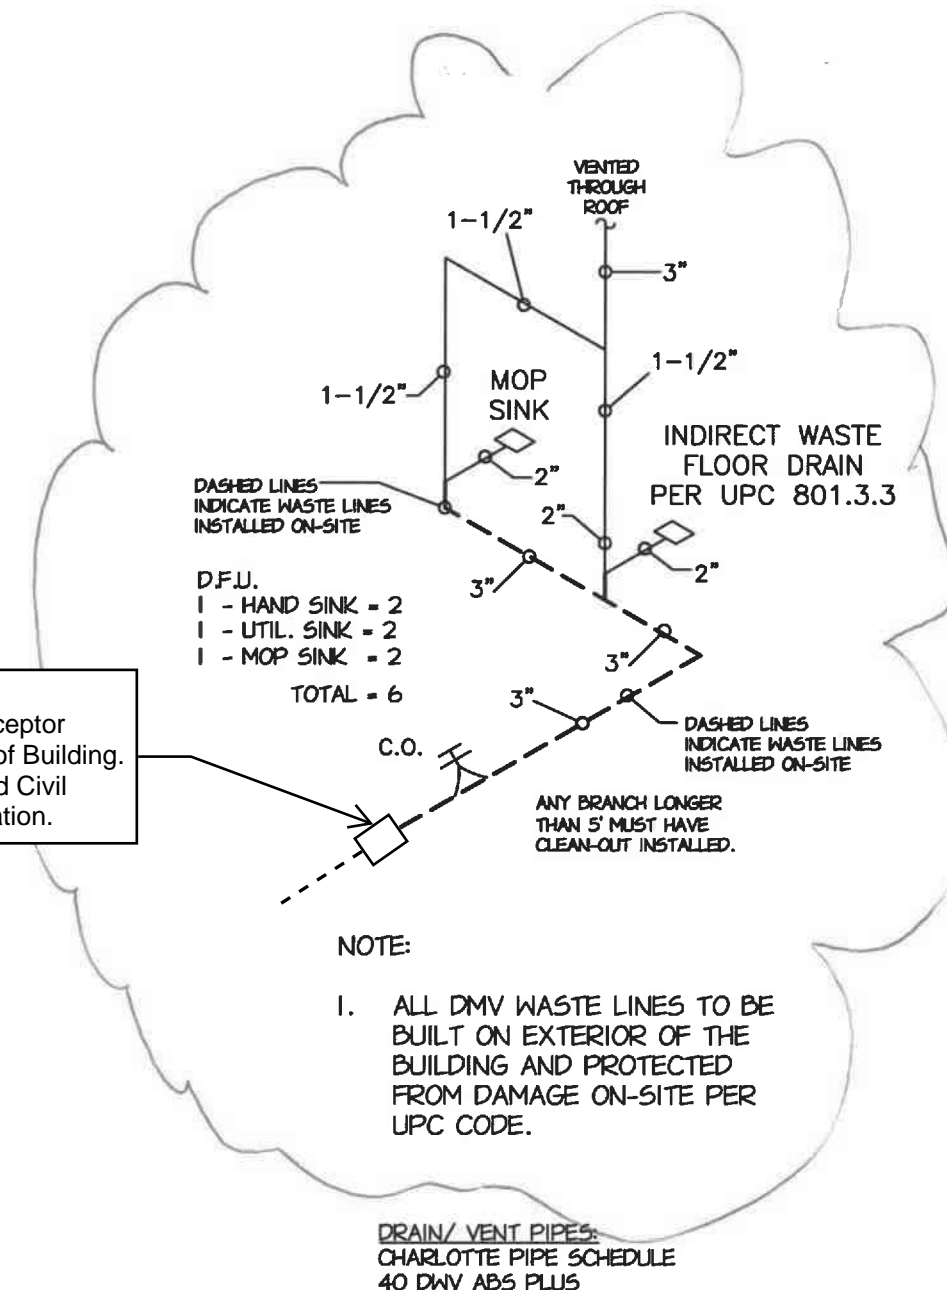 VENTED
THROUGH
ROOF
1-1/2"
3"
1-1/2"
1-1/2"
MOP
SINK
INDIRECT WASTE
FLOOR DRAIN
PER UPC 801.3.3
2"
DASHED LINES
INDICATE WASTE LINES
INSTALLED ON-SITE
2"
2"
3"
D.F.U.
1 - HAND SINK = 2
1 - UTIL. SINK = 2
1 - MOP SINK = 2
TOTAL = 6
3"
3"
DASHED LINES
INDICATE WASTE LINES
INSTALLED ON-SITE
C.O.
of Building.
Civil
ANY BRANCH LONGER
THAN 5' MUST HAVE
CLEAN-OUT INSTALLED.
NOTE:
1. ALL DMV WASTE LINES TO BE
BUILT ON EXTERIOR OF THE
BUILDING AND PROTECTED
FROM DAMAGE ON-SITE PER
UPC CODE.
DRAIN/ VENT PIPES:
CHARLOTTE PIPE SCHEDULE
40 DWV ABS PLUS